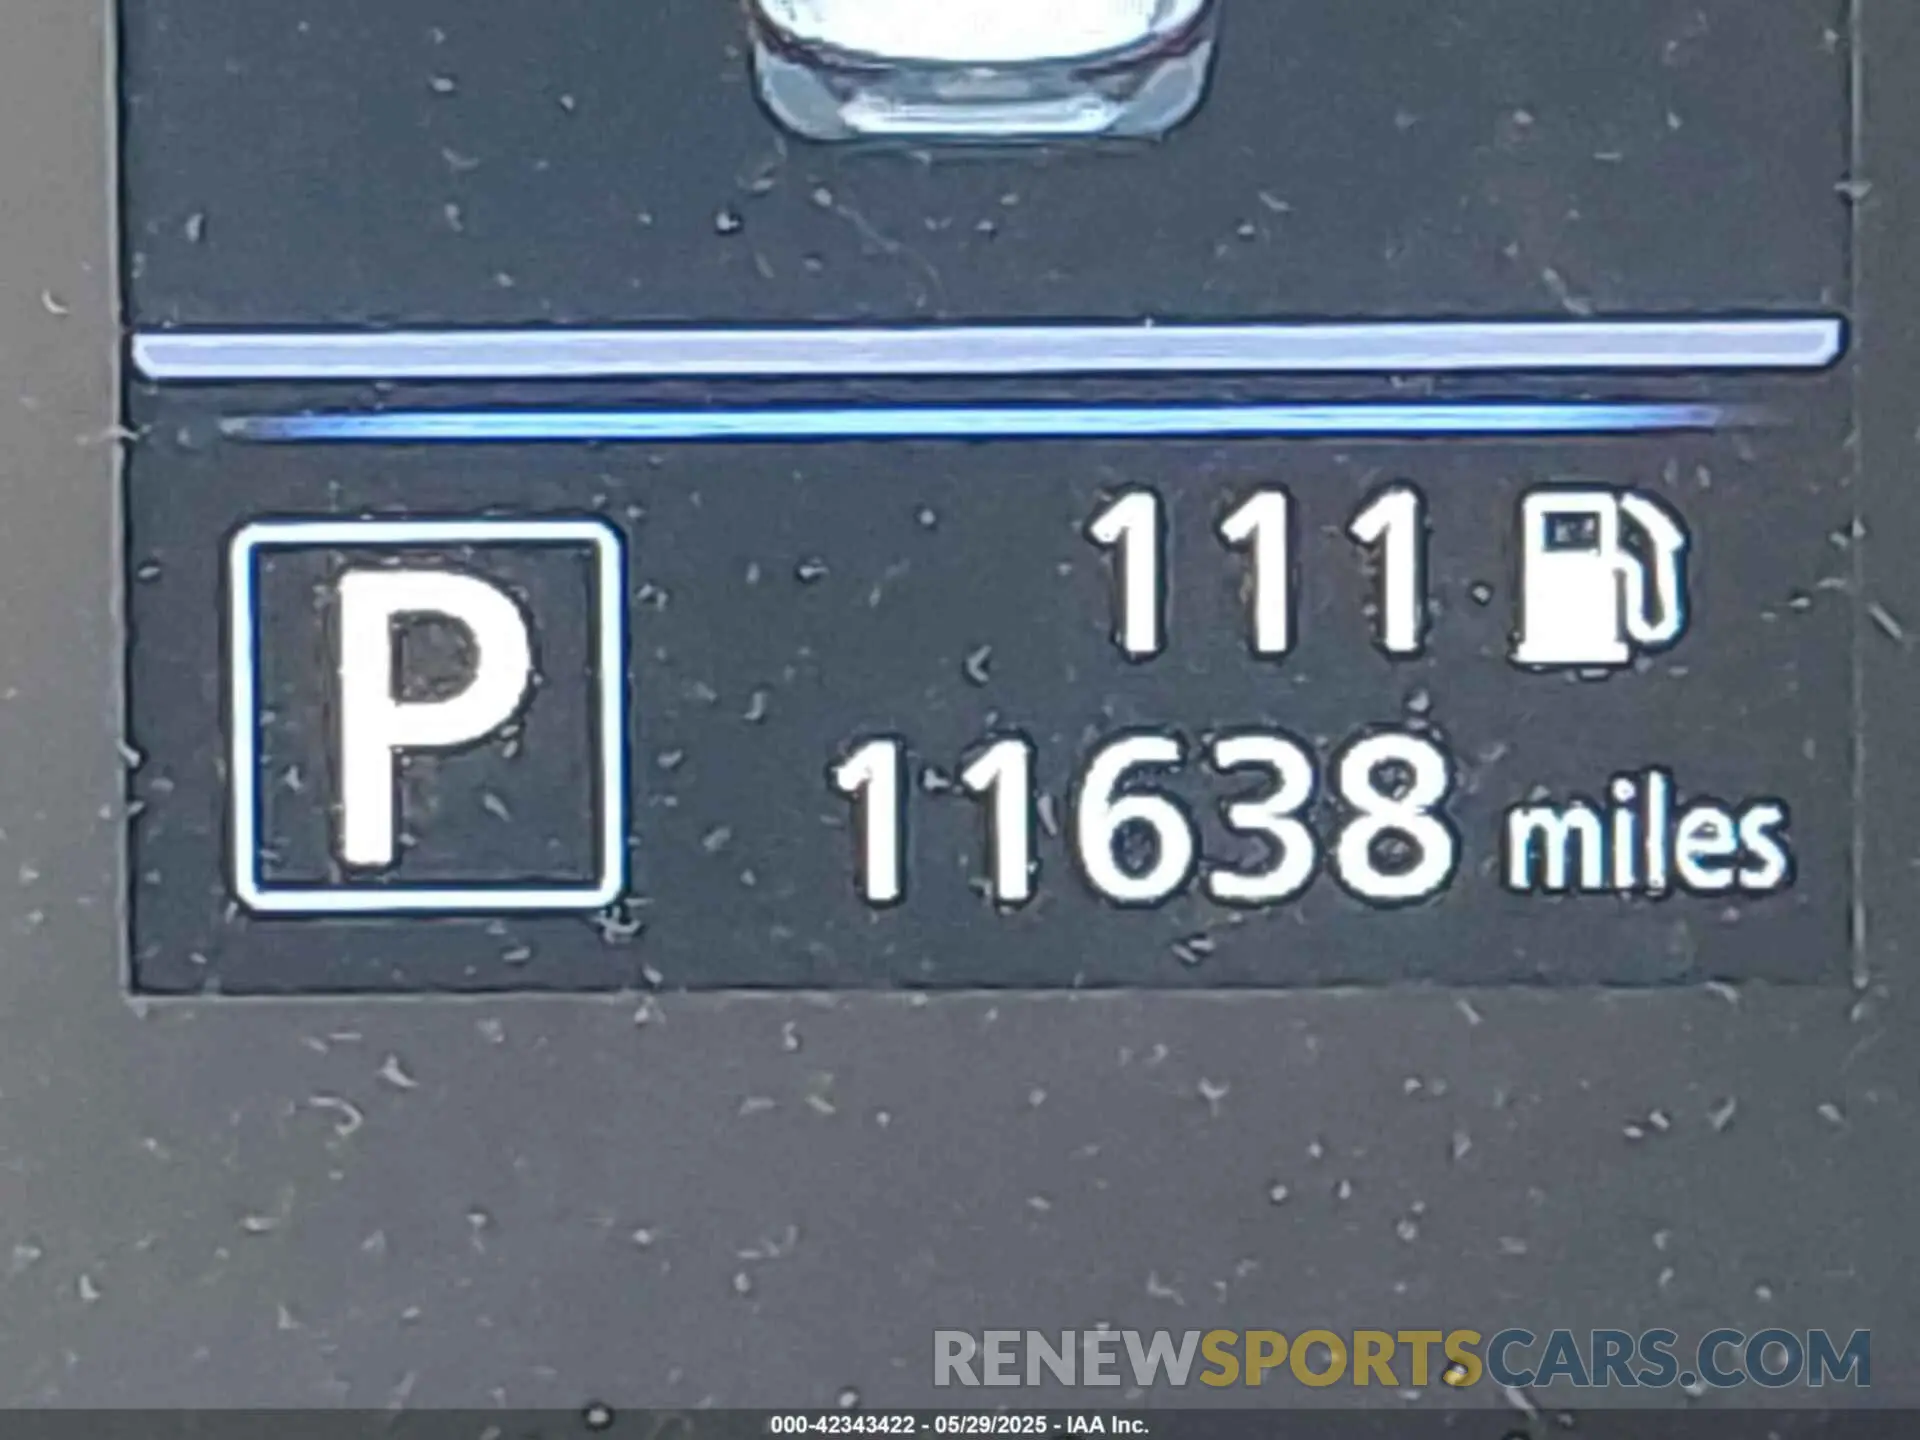 111
P
11638 miles
RENEWSPORTSCARS.COM
000-42343422 - 05/29/2025 - IAA Inc.